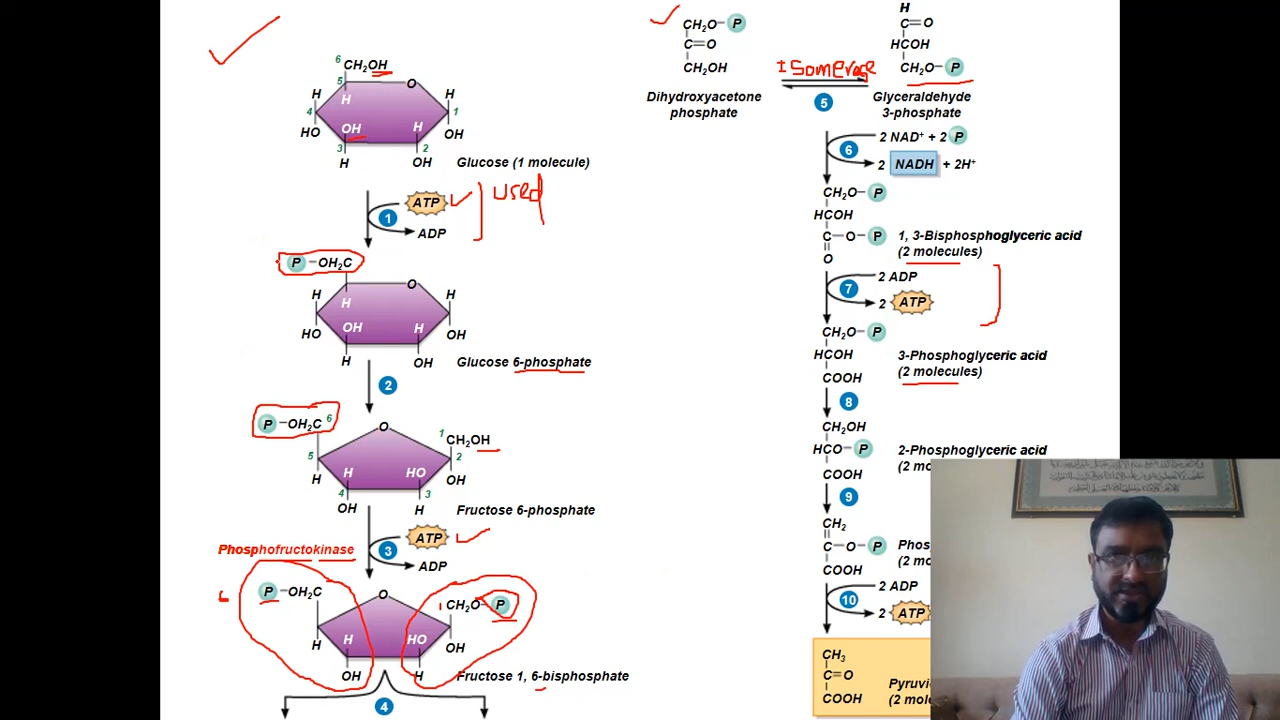 6
CH₂OH
5
O
H
H
H
4
1
OH
H
HO
OH
3
2
H
OH
Glucose (1 molecule)
used
ATP
1
ADP
P
OH₂C
O
H
H
H
OH
H
HO
OH
H
OH
Glucose 6-phosphate
2
P
OH₂C
6
O
1
CH₂OH
5
2
H
H
HO
OH
4
3
OH
H
Fructose 6-phosphate
ATP
3
Phosphofructokinase
ADP
6
P
OH₂C
O
1
CH₂O
P
H
H
HO
OH
OH
H
Fructose 1, 6-bisphosphate
4
CH₂O
P
C
O
CH₂OH
Dihydroxyacetone
phosphate
Isomerase
5
H
C
O
HCOH
CH₂O
P
Glyceraldehyde
3-phosphate
2 NAD⁺ + 2 P
6
2 NADH + 2H⁺
CH₂O
P
HCOH
C
O
P
O
1, 3-Bisphosphoglyceric acid
(2 molecules)
2 ADP
7
2 ATP
CH₂O
P
HCOH
COOH
3-Phosphoglyceric acid
(2 molecules)
8
CH₂OH
HCO
P
COOH
2-Phosphoglyceric acid
(2
9
CH₂
C
O
P
COOH
(2
2 ADP
10
2 ATP
CH₃
C
O
COOH
(2